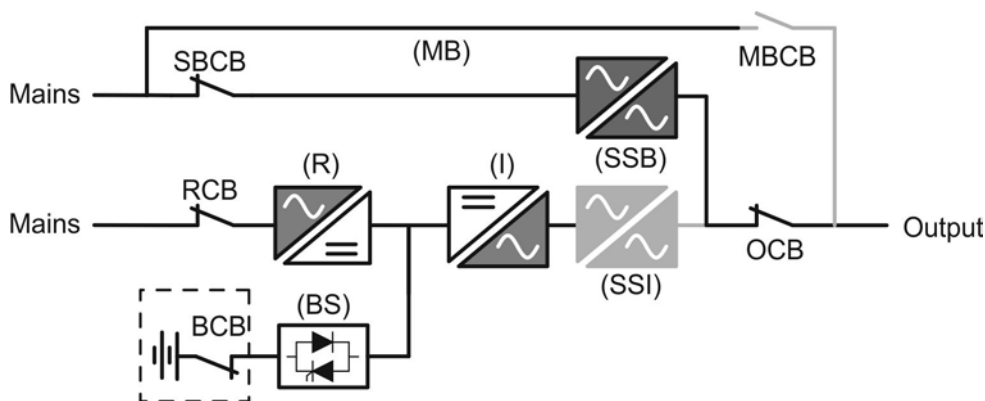 (MB)
MBCB
SBCB
Mains
(SSB)
(R)
(I)
RCB
Mains
Output
OCB
(SSI)
(BS)
BCB